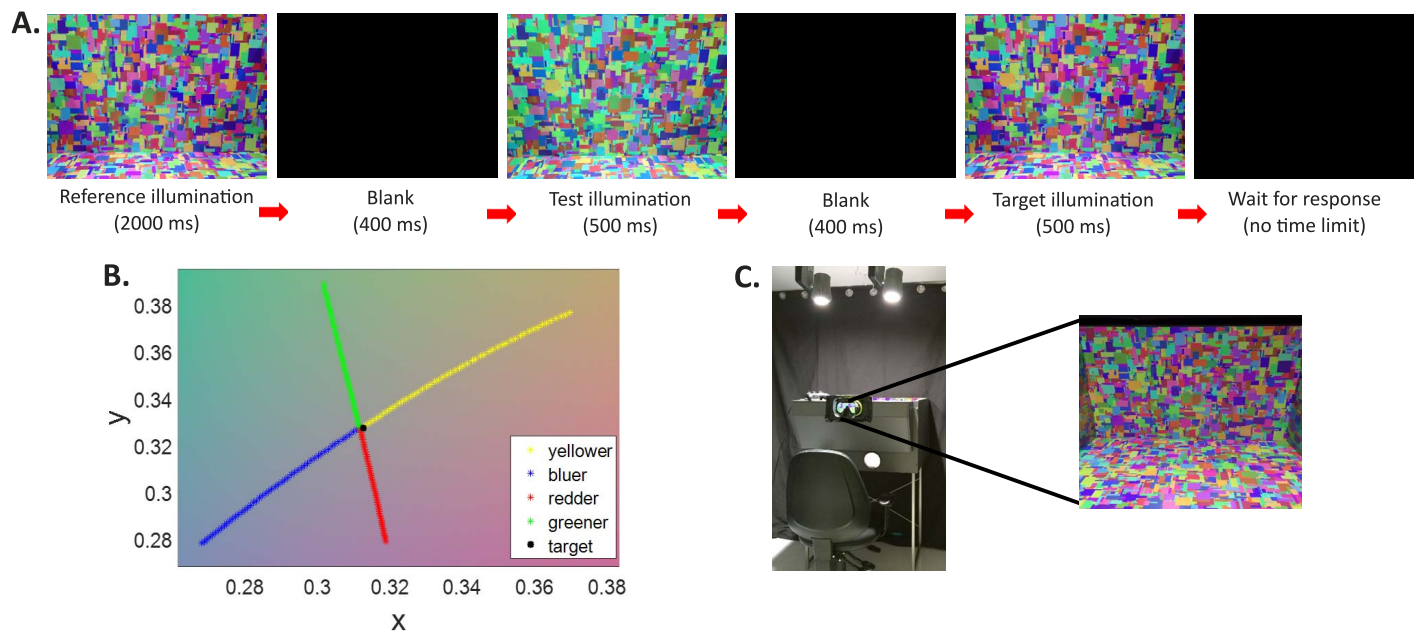 A.
Reference illumination
(2000 ms)
Blank
(400 ms)
Test illumination
(500 ms)
Blank
(400 ms)
Target illumination
(500 ms)
Wait for response
(no time limit)
B.
y
0.38
0.36
0.34
0.32
0.3
0.28
yellower
bluer
redder
greener
target
0.28
0.3
0.32
0.34
0.36
0.38
x
C.